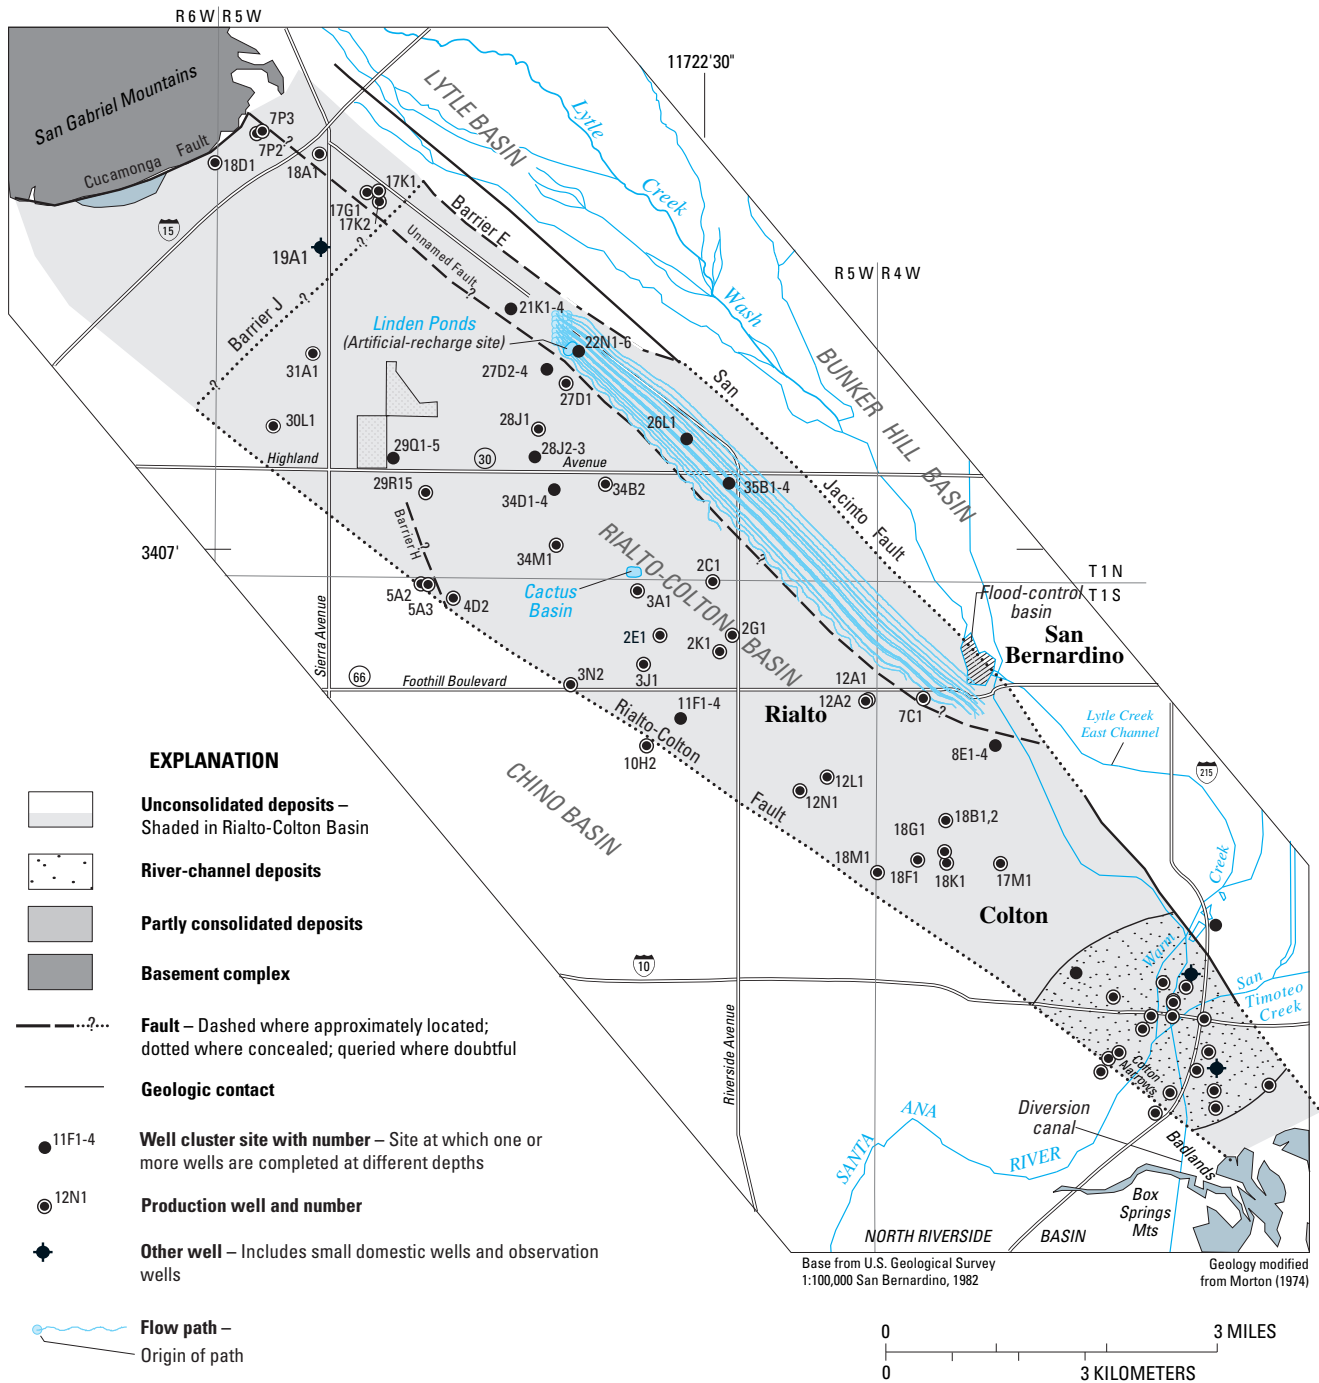 R 6 W
R 5 W
11722'30"
San Gabriel Mountains
LYTLE BASIN
Lytle
Creek
Wash
7P3
7P2
?
Cucamonga Fault
18D1
18A1
17K1
17G1
17K2
15
Barrier E
Unnamed Fault
?
19A1
?
Barrier J
?
?
R 5 W
R 4 W
21K1-4
Linden Ponds
(Artificial-recharge site)
22N1-6
27D2-4
27D1
San
Jacinto
Fault
BUNKER HILL BASIN
31A1
30L1
28J1
26L1
29Q1-5
28J2-3
Highland
30
Avenue
29R15
34D1-4
34B2
35B1-4
Barrier H
?
34M1
RIALTO-COLTON BASIN
?
3407'
T 1 N
T 1 S
2C1
Cactus
Basin
3A1
5A2
5A3
4D2
Flood-control
basin
San
Bernardino
Sierra Avenue
2E1
2G1
2K1
3J1
66
Foothill Boulevard
3N2
12A1
12A2
7C1
?
11F1-4
Rialto
Rialto-Colton
Fault
10H2
8E1-4
Lytle Creek
East Channel
215
CHINO BASIN
12L1
12N1
18B1,2
18G1
18M1
18F1
18K1
17M1
Colton
Warm
Creek
10
San
Timoteo
Creek
Riverside Avenue
Colton
Narrows
Diversion
canal
SANTA
ANA
RIVER
Badlands
Box
Springs
Mts
NORTH RIVERSIDE
BASIN
Base from U.S. Geological Survey
1:100,000 San Bernardino, 1982
Geology modified
from Morton (1974)
0
3 MILES
0
3 KILOMETERS
EXPLANATION
Unconsolidated deposits –
Shaded in Rialto-Colton Basin
River-channel deposits
Partly consolidated deposits
Basement complex
?
Fault – Dashed where approximately located;
dotted where concealed; queried where doubtful
Geologic contact
11F1-4
Well cluster site with number – Site at which one or
more wells are completed at different depths
12N1
Production well and number
Other well – Includes small domestic wells and observation
wells
Flow path –
Origin of path